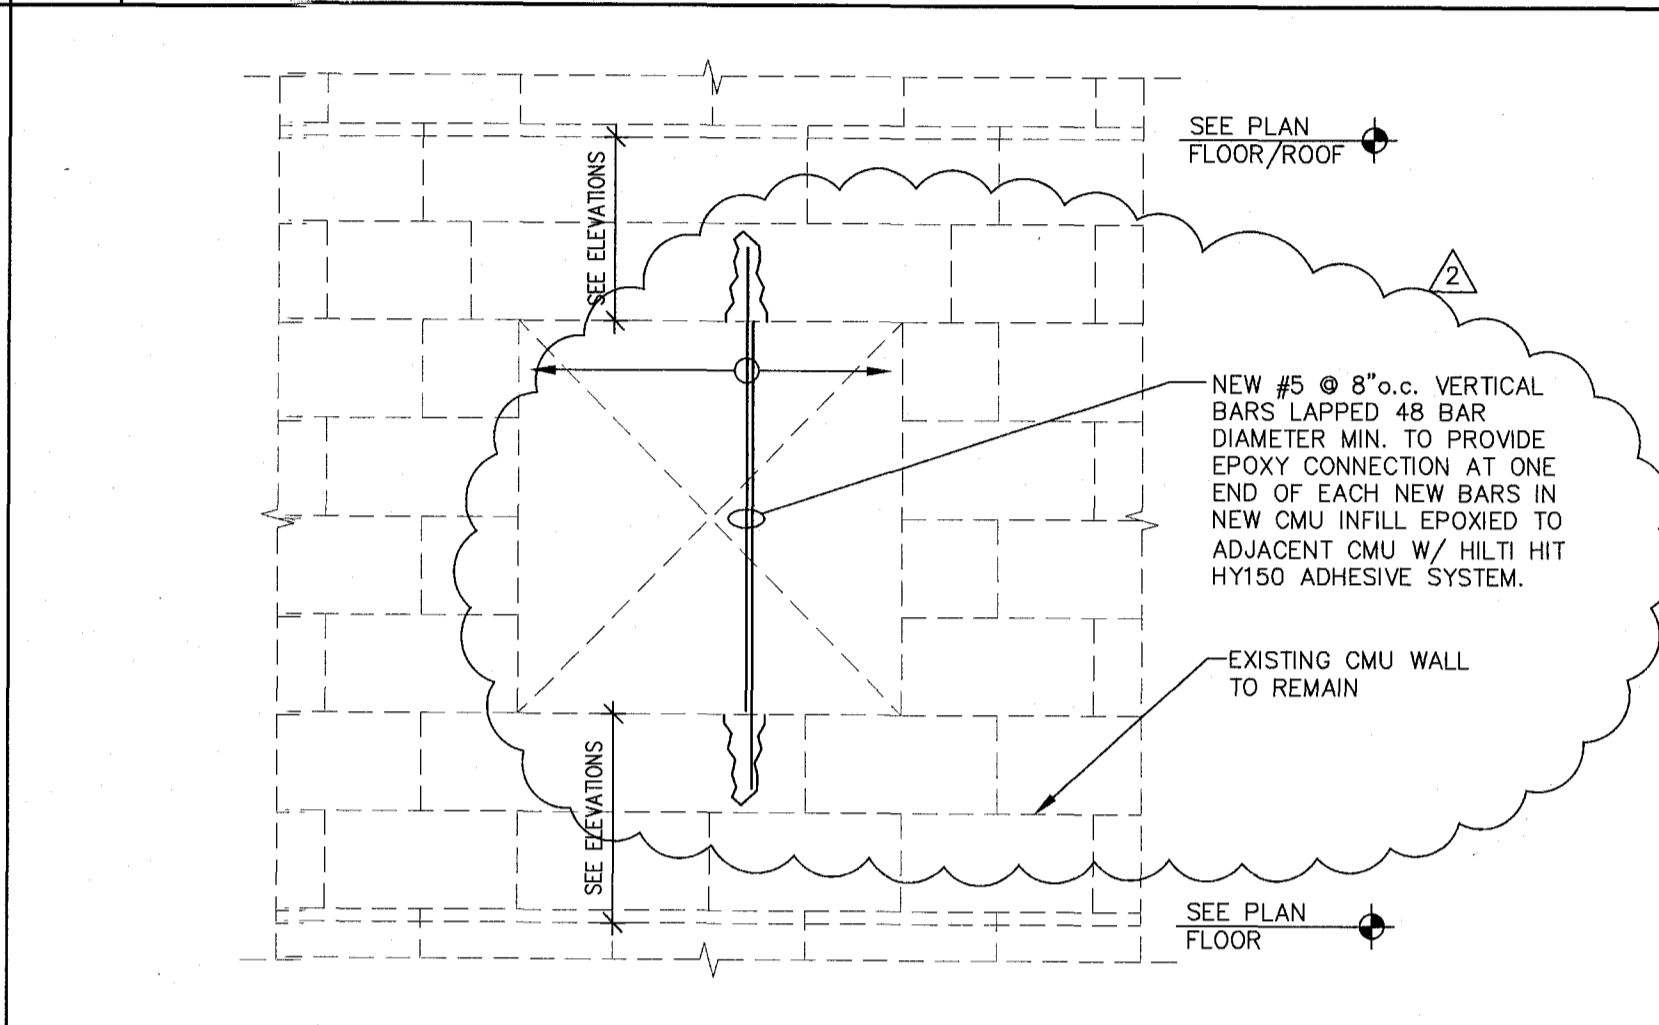 SEE PLAN
FLOOR/ROOF
SEE ELEVATIONS
2
NEW #5 @ 8"o.c. VERTICAL
BARS LAPPED 48 BAR
DIAMETER MIN. TO PROVIDE
EPOXY CONNECTION AT ONE
END OF EACH NEW BARS IN
NEW CMU INFILL EPOXIED TO
ADJACENT CMU W/ HILTI HIT
HY150 ADHESIVE SYSTEM.
EXISTING CMU WALL
TO REMAIN
SEE ELEVATIONS
SEE PLAN
FLOOR